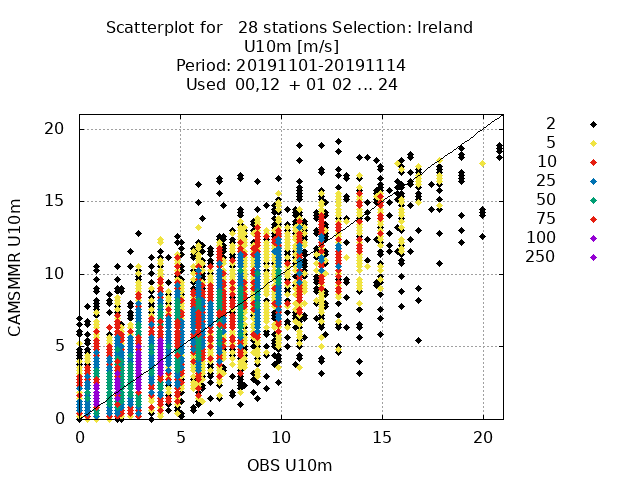 Scatterplot for 28 stations Selection: Ireland
U10m [m/s]
Period: 20191101-20191114
Used 00,12 + 01 02 ... 24
20
15
10
5
0
0 5 10 15 20
CAMSMMR U10m
OBS U10m
2
5
10
25
50
75
100
250